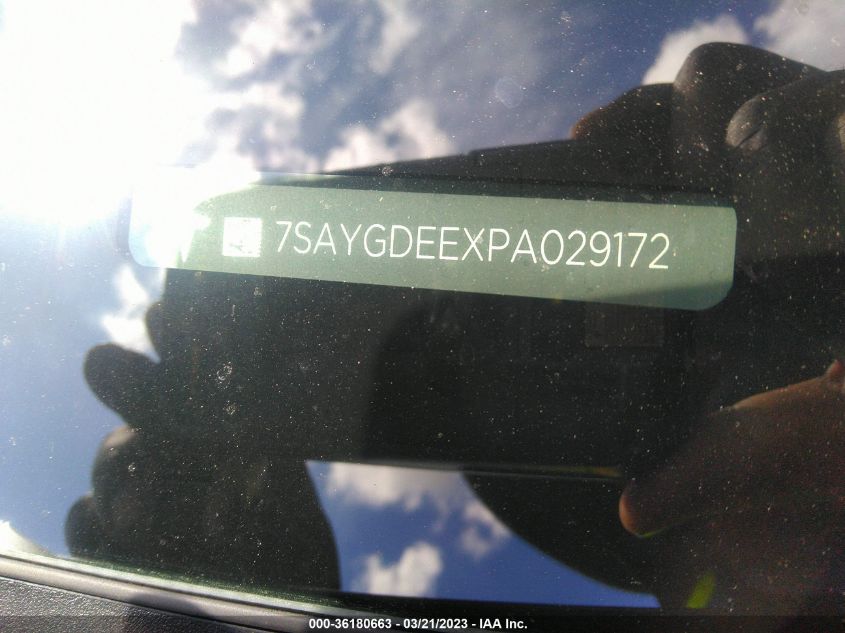 7SAYGDEEXPA029172
000-36180663 - 03/21/2023 - IAA Inc.